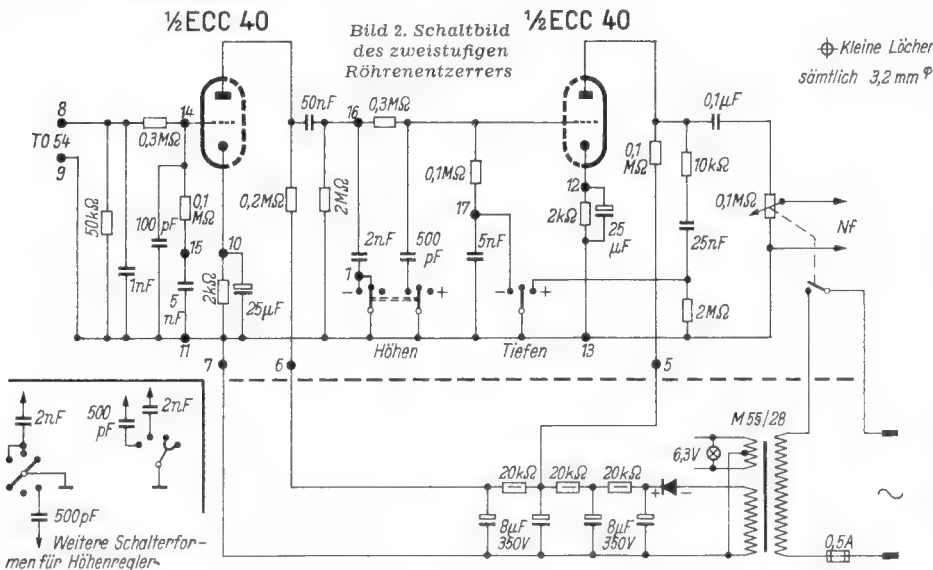 ½ECC 40
Bild 2. Schaltbild
des zweistufigen
Röhrenentzerrers
½ECC 40
Kleine Löcher
sämtlich 3,2 mm φ
8
TO 54
9
0,3MΩ
14
50kΩ
1nF
100 pF
0,1
MΩ
15
5
nF
11
10
2kΩ
25µF
7
0,2MΩ
6
50nF
2MΩ
16
0,3MΩ
2nF
1
500
pF
- +
Höhen
0,1MΩ
17
5nF
- +
Tiefen
12
2kΩ
25
µF
13
0,1
MΩ
5
0,1µF
10kΩ
25nF
2MΩ
0,1MΩ
Nf
2nF
500
pF
2nF
500pF
Weitere Schalterfor-
men für Höhenregler
20kΩ
20kΩ
20kΩ
+ -
8µF
350V
8µF
350V
6,3V
M 55/28
0,5A
~